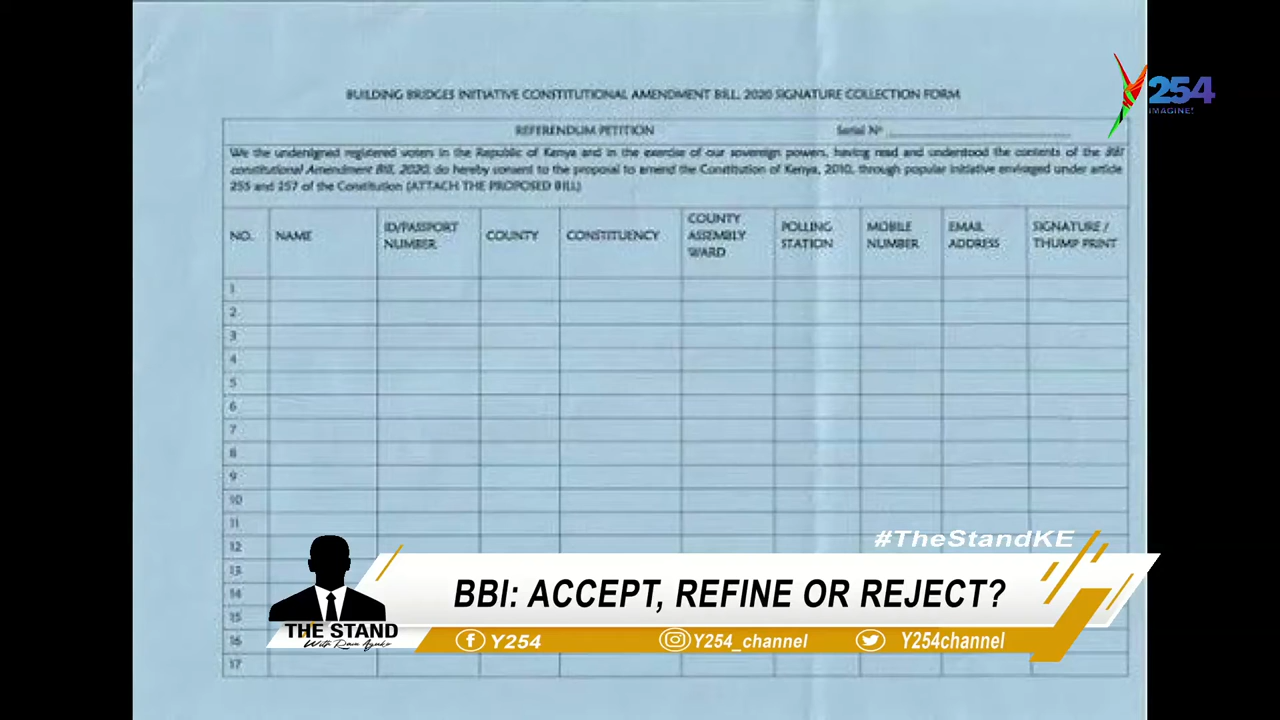 BUILDING BRIDGES INITIATIVE CONSTITUTIONAL AMENDMENT BILL, 2020 SIGNATURE COLLECTION FORM
Y254
IMAGINE!
REFERENDUM PETITION Serial Nº
We the undersigned registered voters in the Republic of Kenya and in the exercise of our sovereign powers, having read and understood the contents of the BBI
constitutional Amendment Bill, 2020, do hereby consent to the proposal to amend the Constitution of Kenya, 2010, through popular initiative envisaged under article
255 and 257 of the Constitution (ATTACH THE PROPOSED BILL)
NO. NAME ID/PASSPORT NUMBER COUNTY CONSTITUENCY COUNTY ASSEMBLY WARD POLLING STATION MOBILE NUMBER EMAIL ADDRESS SIGNATURE / THUMP PRINT
1
2
3
4
5
6
7
8
9
10
11
12
13
14
15
16
17
#TheStandKE
BBI: ACCEPT, REFINE OR REJECT?
THE STAND
With
Y254 Y254_channel Y254channel